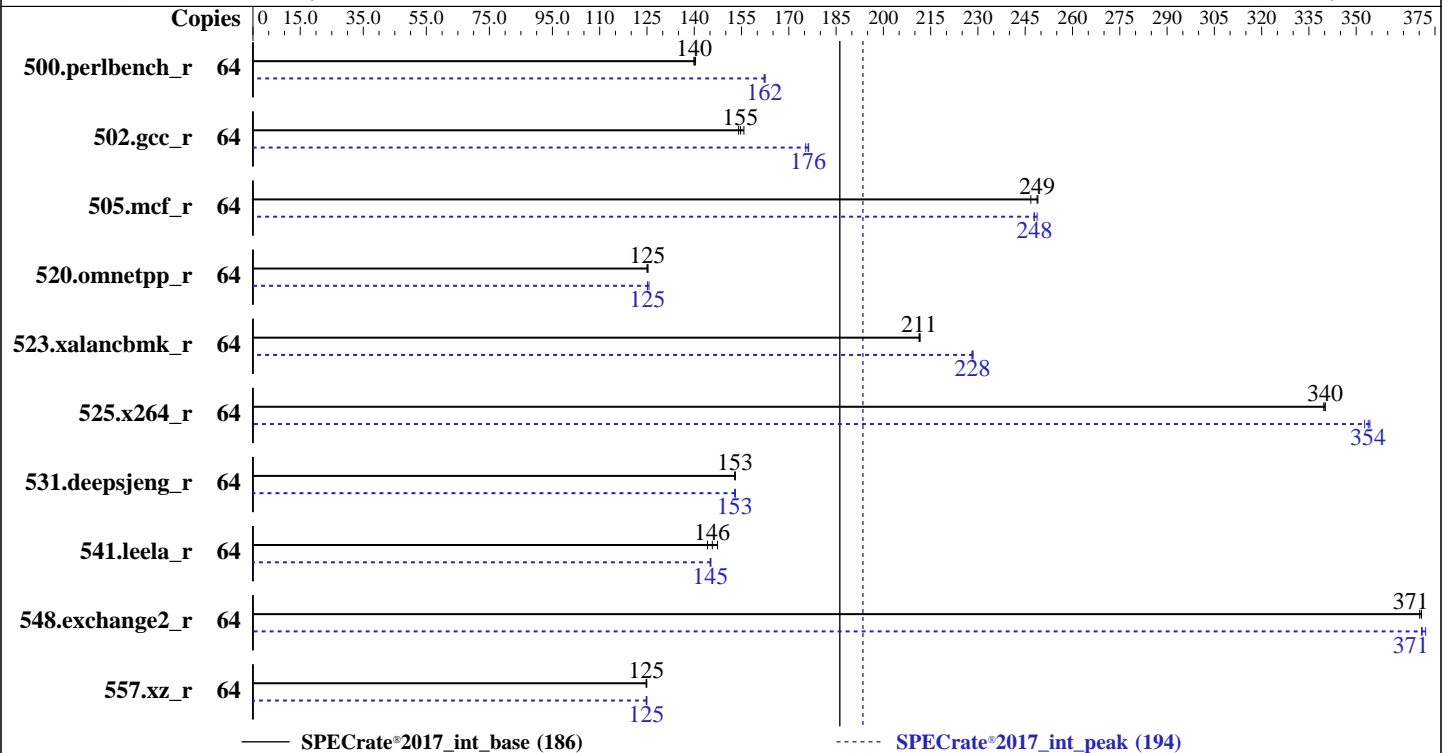 Copies 0 15.0 35.0 55.0 75.0 95.0 110 125 140 155 170 185 200 215 230 245 260 275 290 305 320 335 350 375
140
500.perlbench_r 64
162
155
502.gcc_r 64
176
249
505.mcf_r 64
248
125
520.omnetpp_r 64
125
211
523.xalancbmk_r 64
228
340
525.x264_r 64
354
153
531.deepsjeng_r 64
153
146
541.leela_r 64
145
371
548.exchange2_r 64
371
125
557.xz_r 64
125
SPECrate®2017_int_base (186) SPECrate®2017_int_peak (194)